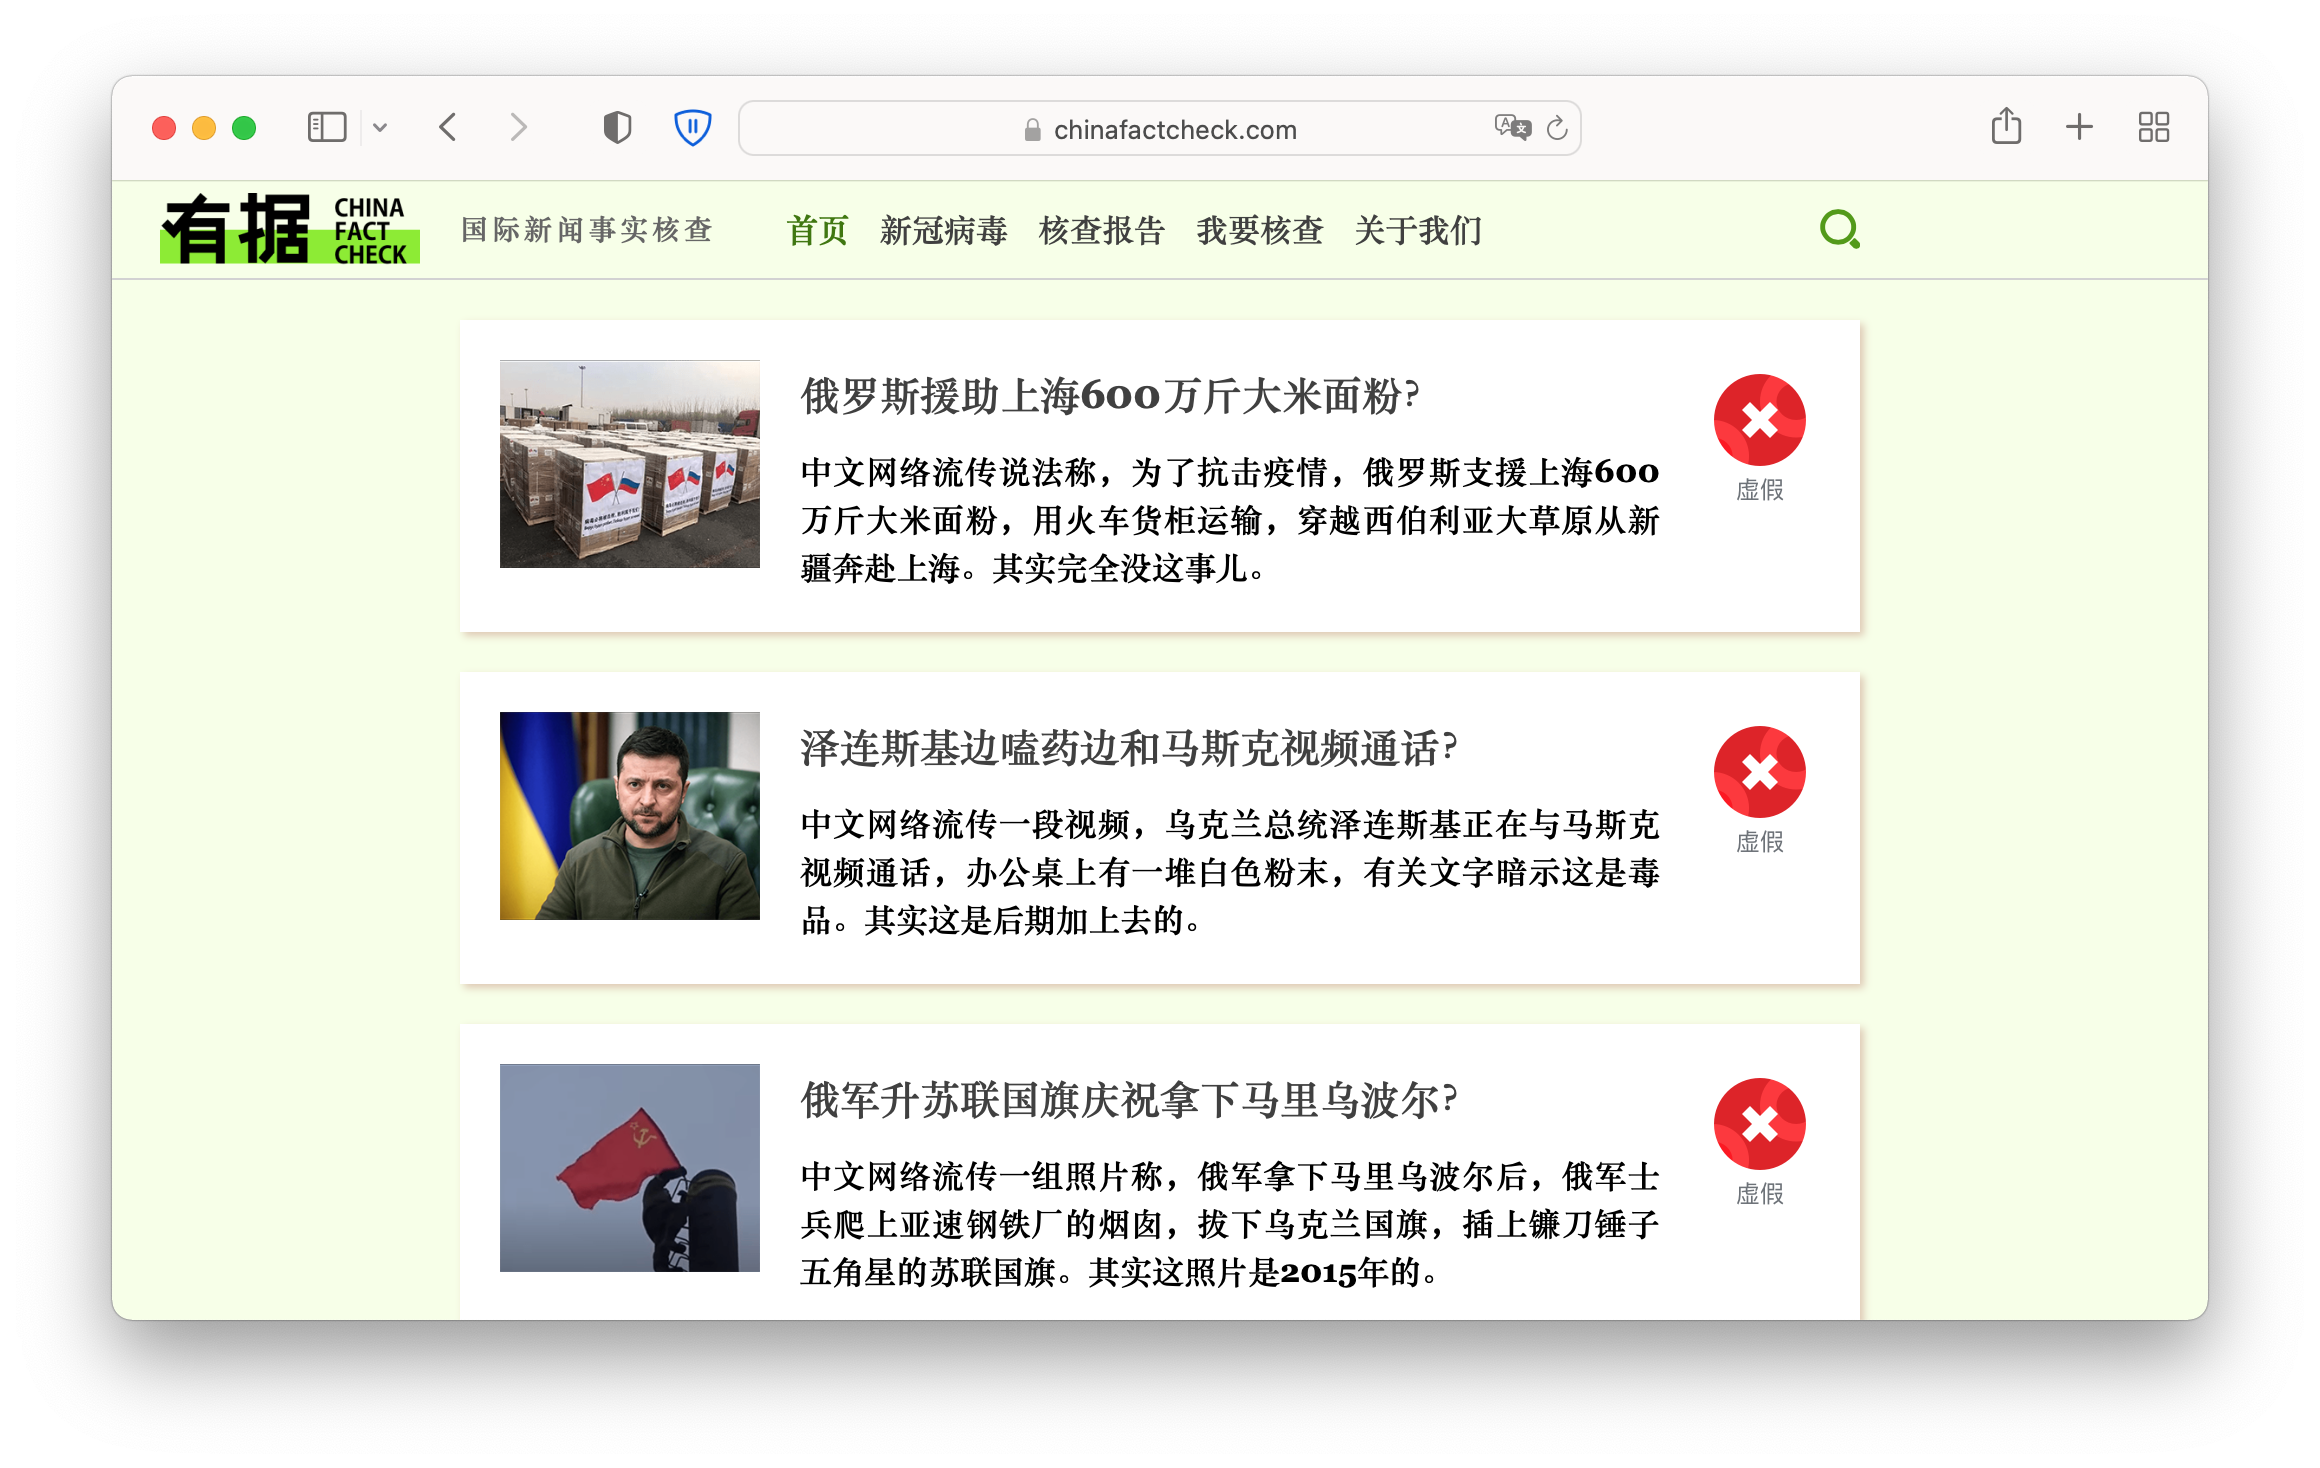 chinafactcheck.com
有据 CHINA
FACT
CHECK
国际新闻事实核查
首页 新冠病毒 核查报告 我要核查 关于我们
俄罗斯援助上海600万斤大米面粉?
中文网络流传说法称，为了抗击疫情，俄罗斯支援上海600
万斤大米面粉，用火车货柜运输，穿越西伯利亚大草原从新
疆奔赴上海。其实完全没这事儿。
虚假
泽连斯基边嗑药边和马斯克视频通话?
中文网络流传一段视频，乌克兰总统泽连斯基正在与马斯克
视频通话，办公桌上有一堆白色粉末，有关文字暗示这是毒
品。其实这是后期加上去的。
虚假
俄军升苏联国旗庆祝拿下马里乌波尔?
中文网络流传一组照片称，俄军拿下马里乌波尔后，俄军士
兵爬上亚速钢铁厂的烟囱，拔下乌克兰国旗，插上镰刀锤子
五角星的苏联国旗。其实这照片是2015年的。
虚假